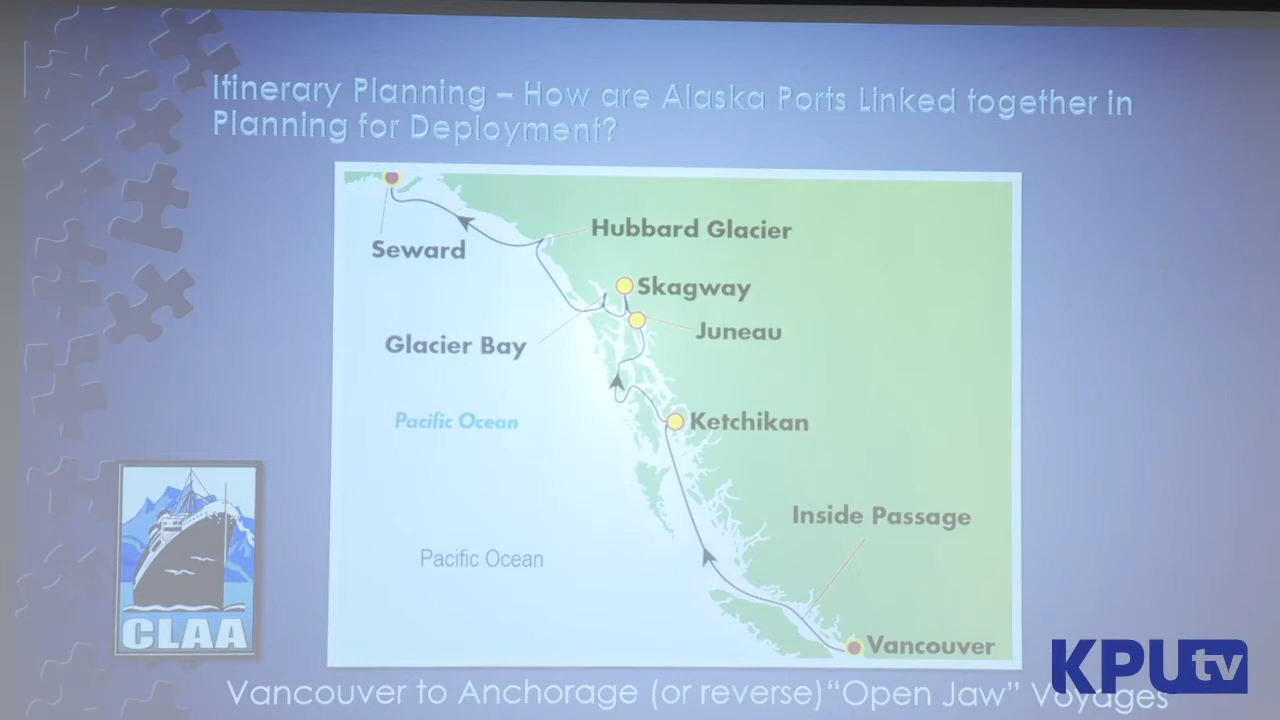 Itinerary Planning – How are Alaska Ports Linked together in
Planning for Deployment?
Seward
Hubbard Glacier
Skagway
Juneau
Glacier Bay
Pacific Ocean
Ketchikan
Inside Passage
Pacific Ocean
CLAA
Vancouver
KPUtv
Vancouver to Anchorage (or reverse) “Open Jaw” Voyages